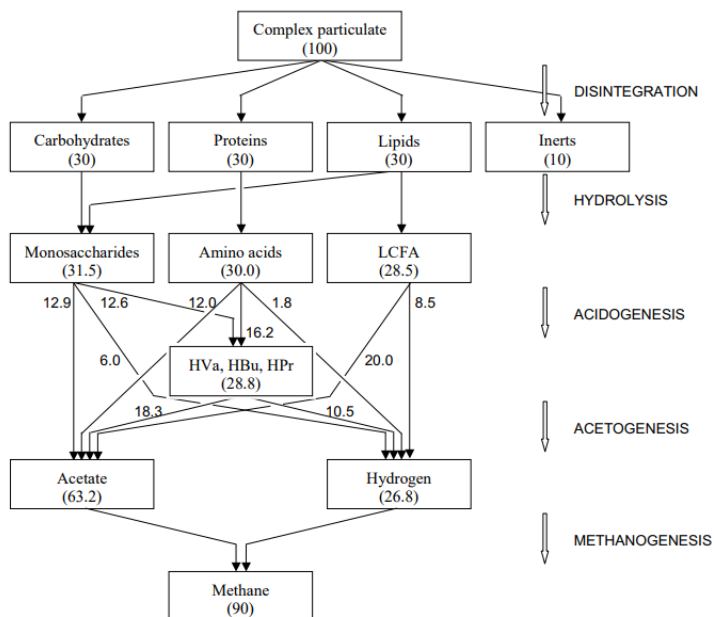 Complex particulate
(100)
DISINTEGRATION
Carbohydrates
(30)
Proteins
(30)
Lipids
(30)
Inerts
(10)
HYDROLYSIS
Monosaccharides
(31.5)
Amino acids
(30.0)
LCFA
(28.5)
12.9
12.6
12.0
1.8
8.5
ACIDOGENESIS
16.2
6.0
20.0
HVa, HBu, HPr
(28.8)
18.3
10.5
ACETOGENESIS
Acetate
(63.2)
Hydrogen
(26.8)
METHANOGENESIS
Methane
(90)